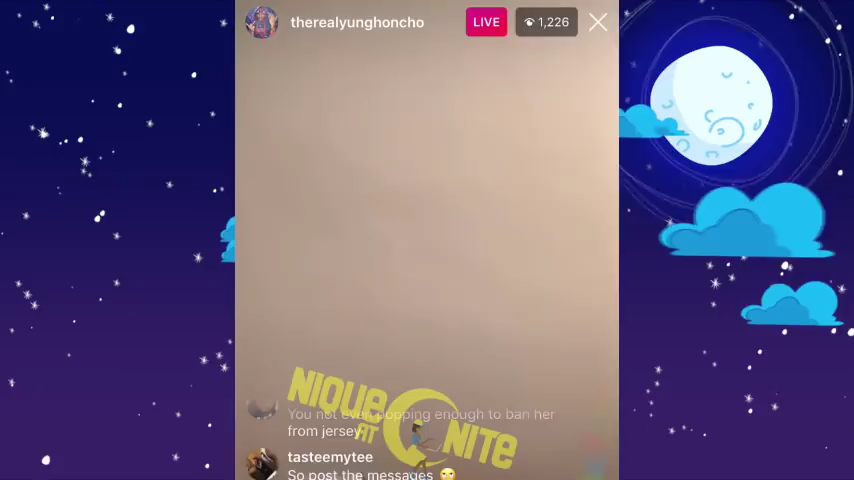 therealyunghoncho
LIVE
1,226
You not even popping enough to ban her
from jersey
NIQUE
AT
NITE
tasteemytee
So post the messages 🙄